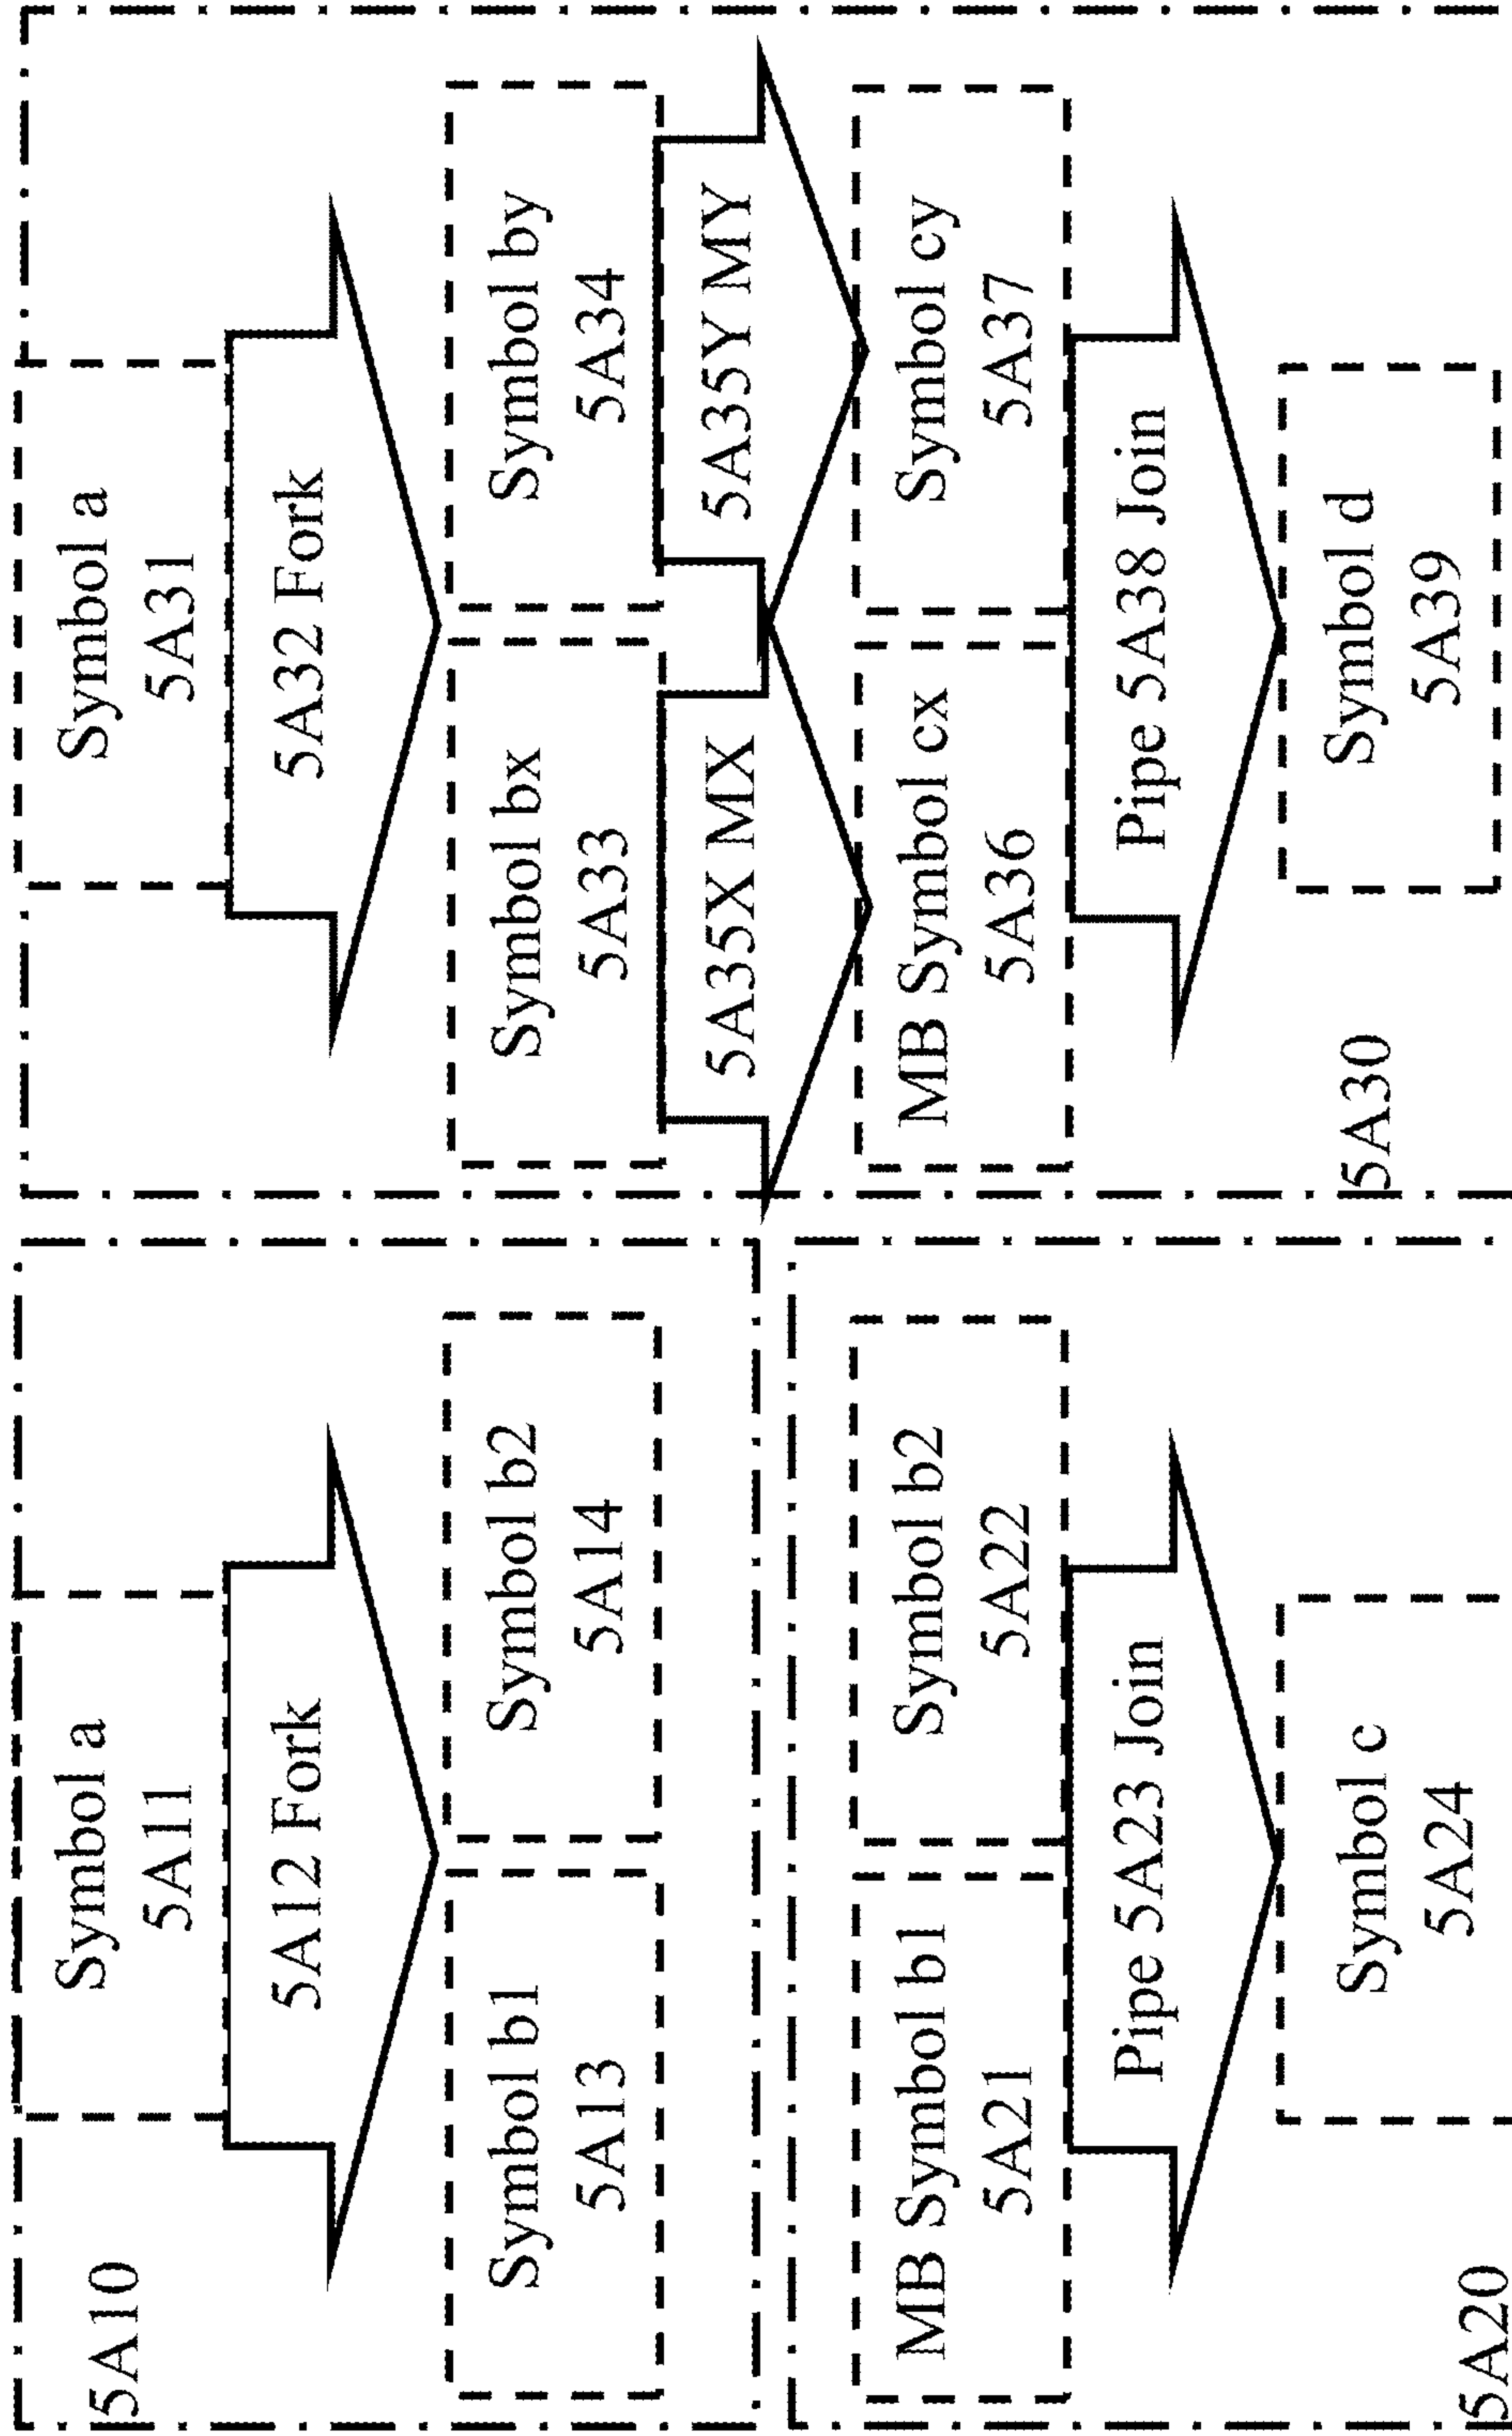 5A10
Symbol a
5A11
5A12 Fork
Symbol b1
5A13
Symbol b2
5A14
MB Symbol b1
5A21
Symbol b2
5A22
Pipe 5A23 Join
Symbol c
5A24
5A20
Symbol a
5A31
5A32 Fork
Symbol bx
5A33
Symbol by
5A34
5A35X MX
5A35Y MY
MB Symbol cx
5A36
Symbol cy
5A37
Pipe 5A38 Join
Symbol d
5A39
5A30